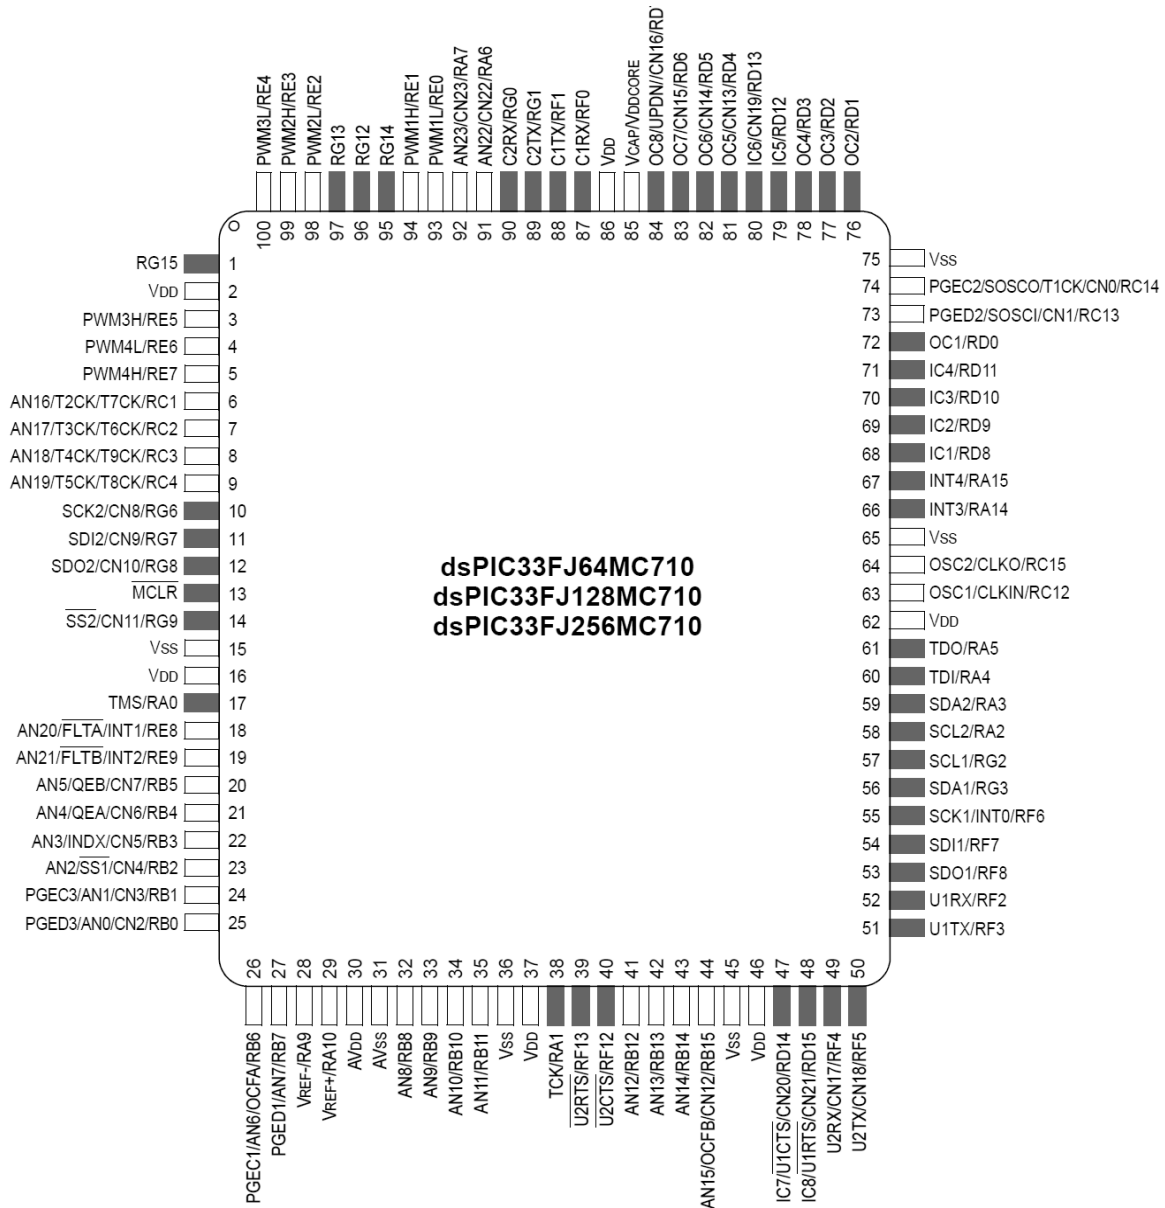 PWM3L/RE4
PWM2H/RE3
PWM2L/RE2
RG13
RG12
RG14
PWM1H/RE1
PWM1L/RE0
AN23/CN23/RA7
AN22/CN22/RA6
C2RX/RG0
C2TX/RG1
C1TX/RF1
C1RX/RF0
VDD
VCAP/VDDCORE
OC8/UPDN//CN16/RD
OC7/CN15/RD6
OC6/CN14/RD5
OC5/CN13/RD4
IC6/CN19/RD13
IC5/RD12
OC4/RD3
OC3/RD2
OC2/RD1
100 99 98 97 96 95 94 93 92 91 90 89 88 87 86 85 84 83 82 81 80 79 78 77 76
RG15 1
VDD 2
PWM3H/RE5 3
PWM4L/RE6 4
PWM4H/RE7 5
AN16/T2CK/T7CK/RC1 6
AN17/T3CK/T6CK/RC2 7
AN18/T4CK/T9CK/RC3 8
AN19/T5CK/T8CK/RC4 9
SCK2/CN8/RG6 10
SDI2/CN9/RG7 11
SDO2/CN10/RG8 12
MCLR 13
SS2/CN11/RG9 14
VSS 15
VDD 16
TMS/RA0 17
AN20/FLTA/INT1/RE8 18
AN21/FLTB/INT2/RE9 19
AN5/QEB/CN7/RB5 20
AN4/QEA/CN6/RB4 21
AN3/INDX/CN5/RB3 22
AN2/SS1/CN4/RB2 23
PGEC3/AN1/CN3/RB1 24
PGED3/AN0/CN2/RB0 25
dsPIC33FJ64MC710
dsPIC33FJ128MC710
dsPIC33FJ256MC710
75 VSS
74 PGEC2/SOSCO/T1CK/CN0/RC14
73 PGED2/SOSCI/CN1/RC13
72 OC1/RD0
71 IC4/RD11
70 IC3/RD10
69 IC2/RD9
68 IC1/RD8
67 INT4/RA15
66 INT3/RA14
65 VSS
64 OSC2/CLKO/RC15
63 OSC1/CLKIN/RC12
62 VDD
61 TDO/RA5
60 TDI/RA4
59 SDA2/RA3
58 SCL2/RA2
57 SCL1/RG2
56 SDA1/RG3
55 SCK1/INT0/RF6
54 SDI1/RF7
53 SDO1/RF8
52 U1RX/RF2
51 U1TX/RF3
26 27 28 29 30 31 32 33 34 35 36 37 38 39 40 41 42 43 44 45 46 47 48 49 50
PGEC1/AN6/OCFA/RB6
PGED1/AN7/RB7
VREF-/RA9
VREF+/RA10
AVDD
AVSS
AN8/RB8
AN9/RB9
AN10/RB10
AN11/RB11
VSS
VDD
TCK/RA1
U2RTS/RF13
U2CTS/RF12
AN12/RB12
AN13/RB13
AN14/RB14
AN15/OCFB/CN12/RB15
VSS
VDD
IC7/U1CTS/CN20/RD14
IC8/U1RTS/CN21/RD15
U2RX/CN17/RF4
U2TX/CN18/RF5